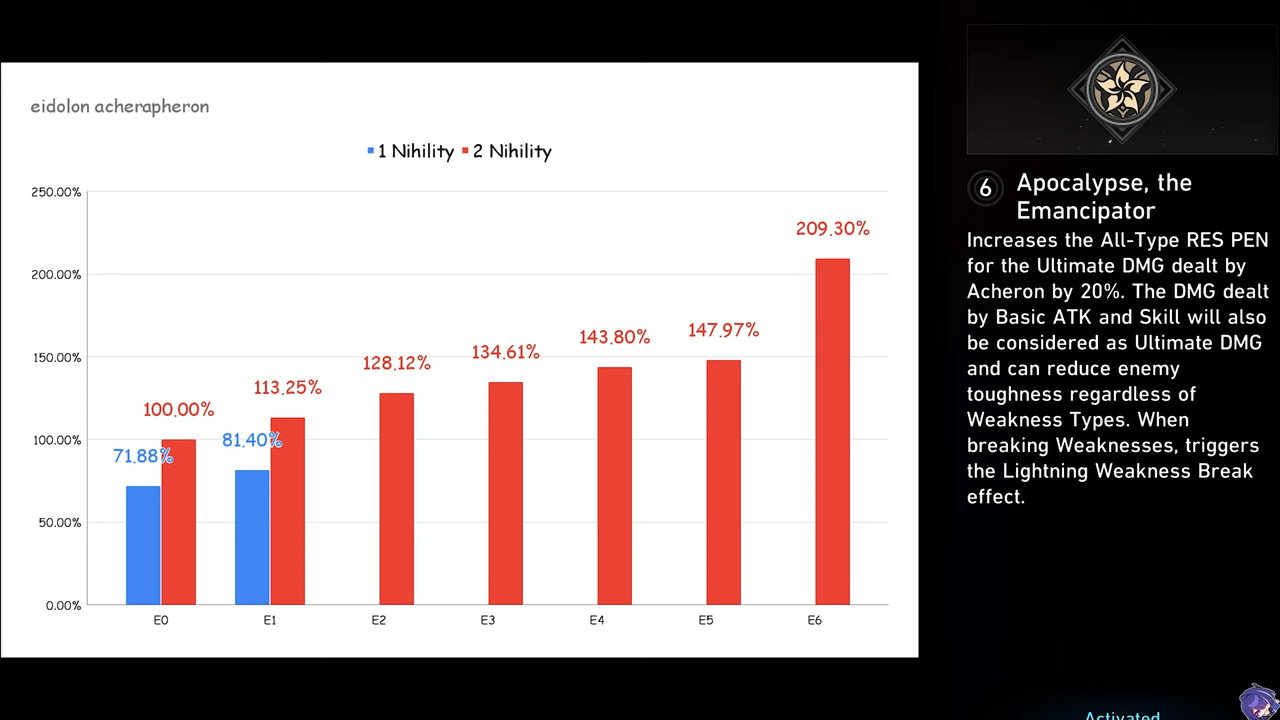 eidolon acherapheron
1 Nihility 2 Nihility
250.00%
200.00%
150.00%
100.00%
50.00%
0.00%
71.88%
100.00%
81.40%
113.25%
128.12%
134.61%
143.80%
147.97%
209.30%
E0 E1 E2 E3 E4 E5 E6
6 Apocalypse, the
Emancipator
Increases the All-Type RES PEN
for the Ultimate DMG dealt by
Acheron by 20%. The DMG dealt
by Basic ATK and Skill will also
be considered as Ultimate DMG
and can reduce enemy
toughness regardless of
Weakness Types. When
breaking Weaknesses, triggers
the Lightning Weakness Break
effect.
Activated